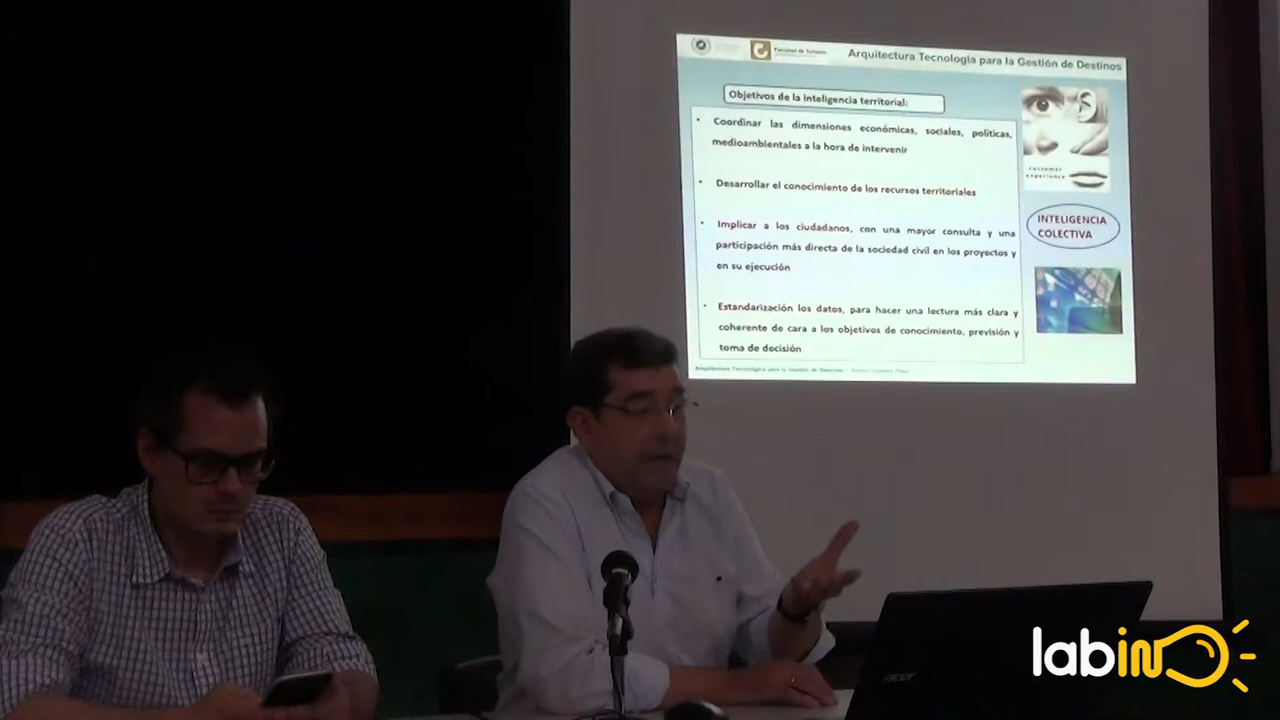 Facultad de Turismo
Arquitectura Tecnología para la Gestión de Destinos
Objetivos de la inteligencia territorial:
• Coordinar las dimensiones económicas, sociales, políticas,
medioambientales a la hora de intervenir
• Desarrollar el conocimiento de los recursos territoriales
• Implicar a los ciudadanos, con una mayor consulta y una
participación más directa de la sociedad civil en los proyectos y
en su ejecución
• Estandarización los datos, para hacer una lectura más clara y
coherente de cara a los objetivos de conocimiento, previsión y
toma de decisión
customer
experience
INTELIGENCIA
COLECTIVA
Arquitectura Tecnológica para la Gestión de Destinos
acer
labin